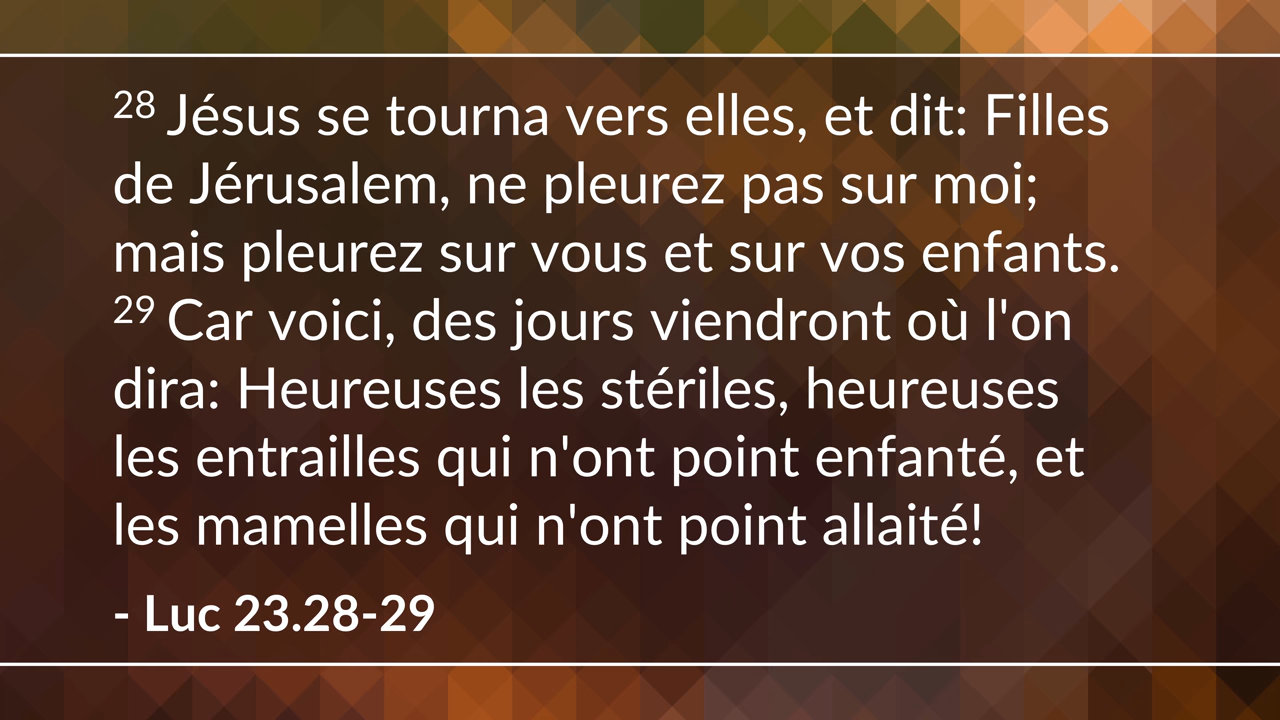 28 Jésus se tourna vers elles, et dit: Filles
de Jérusalem, ne pleurez pas sur moi;
mais pleurez sur vous et sur vos enfants.
29 Car voici, des jours viendront où l'on
dira: Heureuses les stériles, heureuses
les entrailles qui n'ont point enfanté, et
les mamelles qui n'ont point allaité!
- Luc 23.28-29